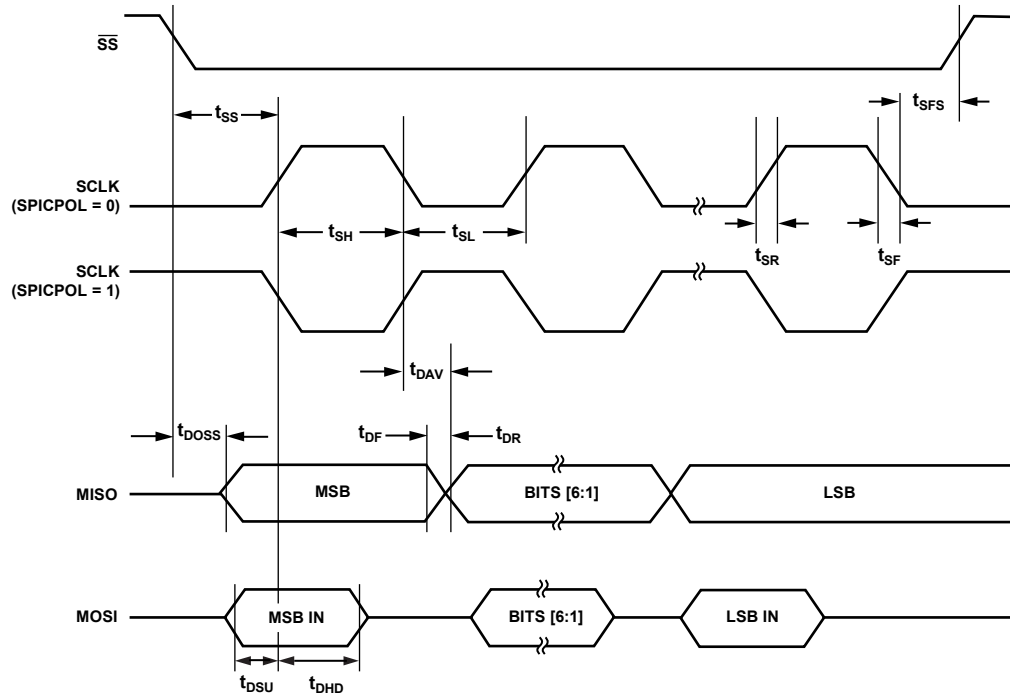 S̅S̅
tSS
tSFS
SCLK
(SPICPOL = 0)
tSH
tSL
tSR
tSF
SCLK
(SPICPOL = 1)
tDAV
tDOSS
tDF
tDR
MISO
MSB
BITS [6:1]
LSB
MOSI
MSB IN
BITS [6:1]
LSB IN
tDSU
tDHD